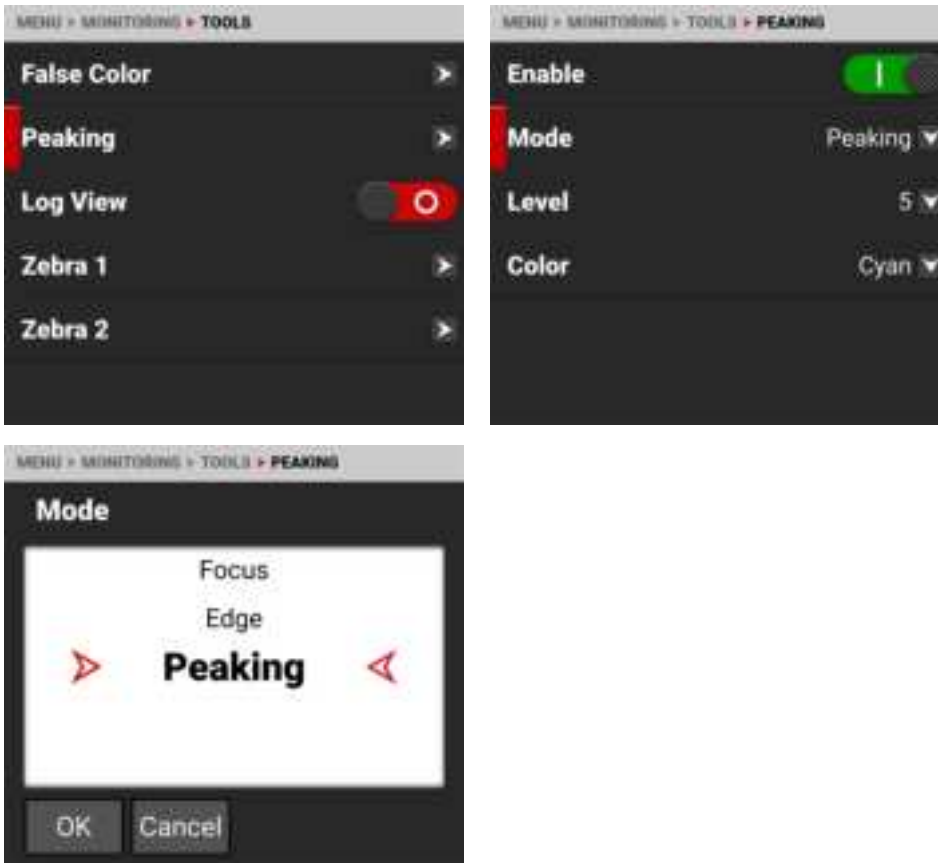 MENU ▸ MONITORING ▸ TOOLS
False Color
Peaking
Log View
Zebra 1
Zebra 2
MENU ▸ MONITORING ▸ TOOLS ▸ PEAKING
Enable
Mode Peaking
Level 5
Color Cyan
MENU ▸ MONITORING ▸ TOOLS ▸ PEAKING
Mode
Focus
Edge
Peaking
OK Cancel